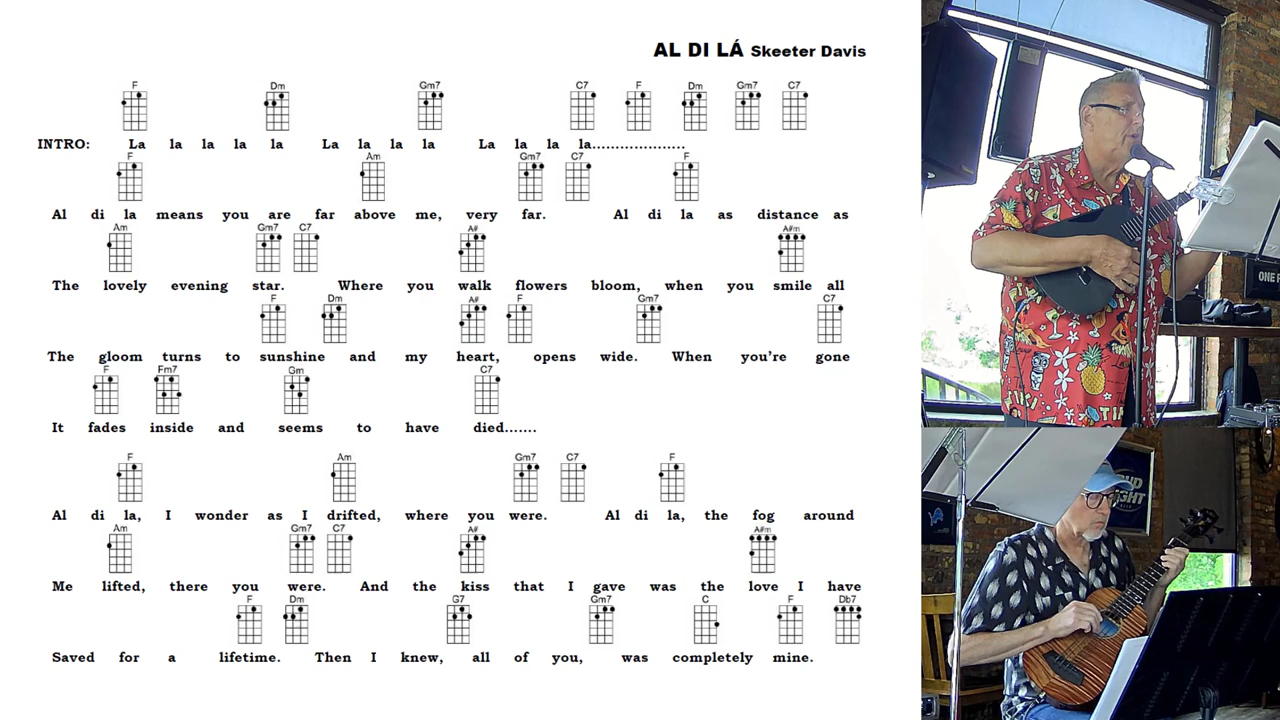 AL DI LÁ Skeeter Davis
F Dm Gm7 C7 F Dm Gm7 C7
INTRO: La la la la la La la la la La la la la....................
F Am Gm7 C7 F
Al di la means you are far above me, very far. Al di la as distance as
Am Gm7 C7 A# A#m
The lovely evening star. Where you walk flowers bloom, when you smile all
F Dm A# F Gm7 C7
The gloom turns to sunshine and my heart, opens wide. When you're gone
F Fm7 Gm C7
It fades inside and seems to have died.......
F Am Gm7 C7 F
Al di la, I wonder as I drifted, where you were. Al di la, the fog around
Am Gm7 C7 A# A#m
Me lifted, there you were. And the kiss that I gave was the love I have
F Dm G7 Gm7 C F Db7
Saved for a lifetime. Then I knew, all of you, was completely mine.
ONE
TIKI